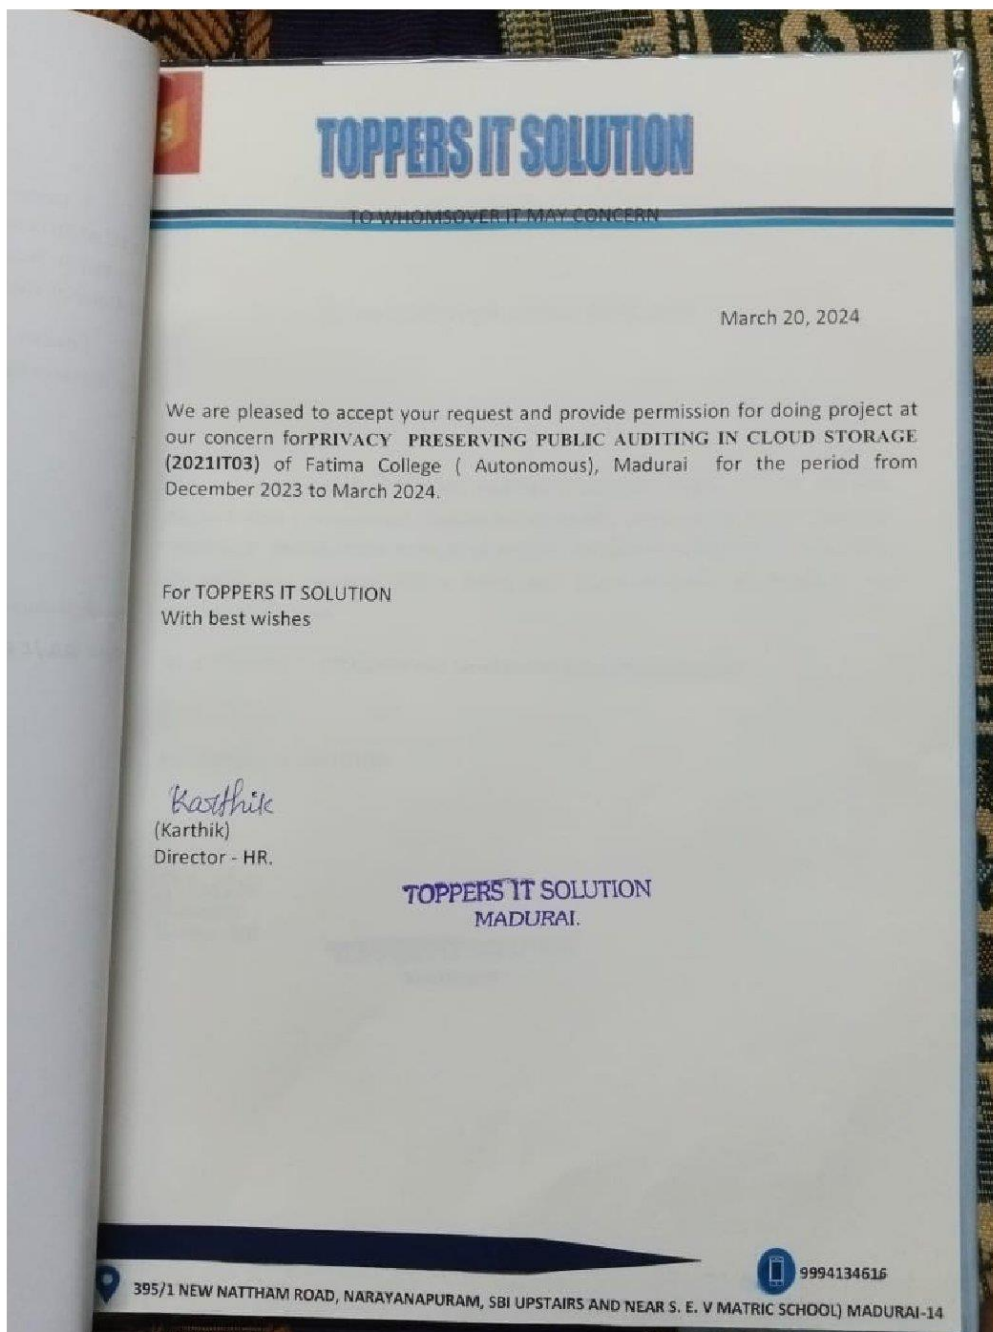 TOPPERS IT SOLUTION
TO WHOMSOVER IT MAY CONCERN
March 20, 2024
We are pleased to accept your request and provide permission for doing project at
our concern forPRIVACY PRESERVING PUBLIC AUDITING IN CLOUD STORAGE
(2021IT03) of Fatima College ( Autonomous), Madurai for the period from
December 2023 to March 2024.
For TOPPERS IT SOLUTION
With best wishes
Karthik
(Karthik)
Director - HR.
TOPPERS IT SOLUTION
MADURAI.
9994134616
395/1 NEW NATTHAM ROAD, NARAYANAPURAM, SBI UPSTAIRS AND NEAR S. E. V MATRIC SCHOOL) MADURAI-14